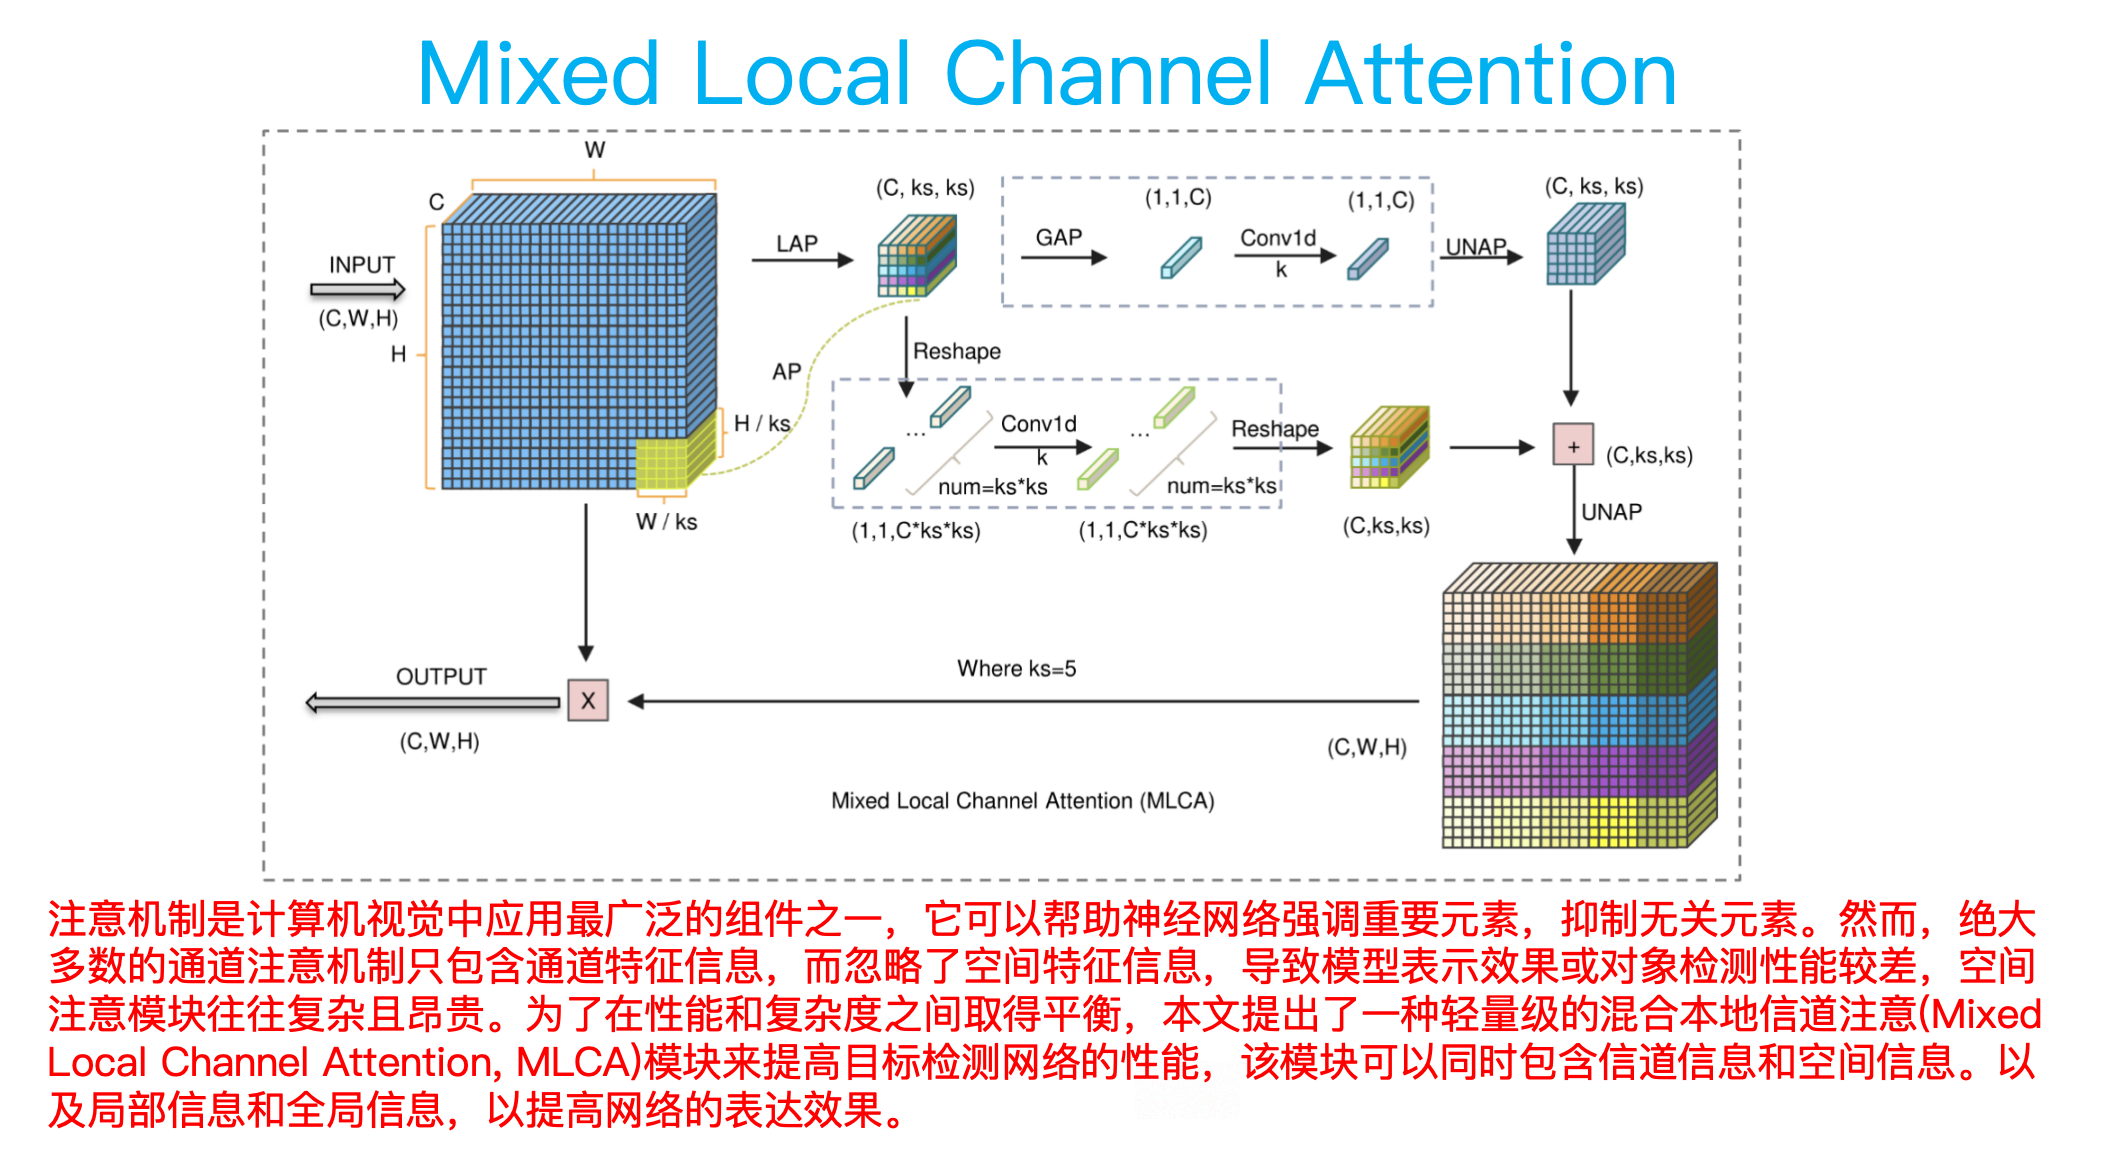 Mixed Local Channel Attention
W
C
INPUT
(C,W,H)
H
H / ks
W / ks
AP
LAP
(C, ks, ks)
GAP
(1,1,C)
Conv1d
k
(1,1,C)
UNAP
(C, ks, ks)
Reshape
...
Conv1d
k
num=ks*ks
(1,1,C*ks*ks)
...
num=ks*ks
(1,1,C*ks*ks)
Reshape
(C,ks,ks)
+
(C,ks,ks)
UNAP
OUTPUT
(C,W,H)
X
Where ks=5
(C,W,H)
Mixed Local Channel Attention (MLCA)
注意机制是计算机视觉中应用最广泛的组件之一，它可以帮助神经网络强调重要元素，抑制无关元素。然而，绝大
多数的通道注意机制只包含通道特征信息，而忽略了空间特征信息，导致模型表示效果或对象检测性能较差，空间
注意模块往往复杂且昂贵。为了在性能和复杂度之间取得平衡，本文提出了一种轻量级的混合本地信道注意(Mixed
Local Channel Attention, MLCA)模块来提高目标检测网络的性能，该模块可以同时包含信道信息和空间信息。以
及局部信息和全局信息，以提高网络的表达效果。